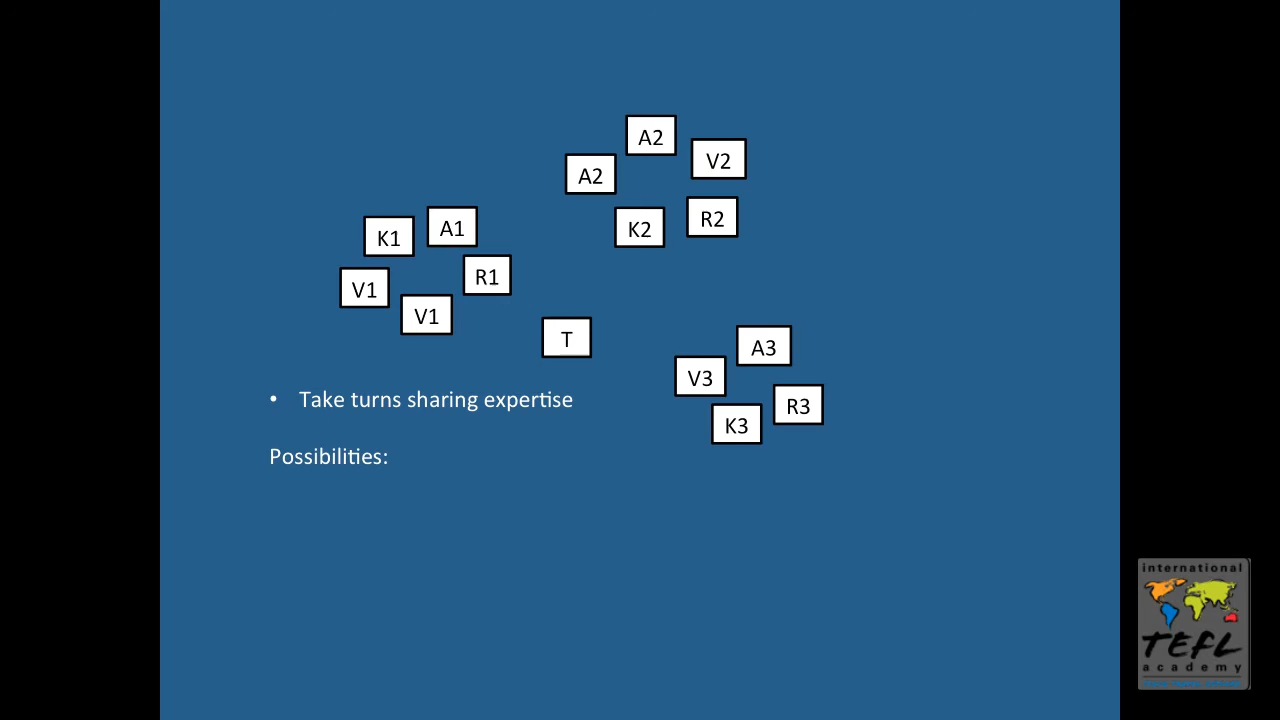 A2
V2
A2
R2
K2
A1
K1
R1
V1
V1
T
A3
V3
R3
K3
• Take turns sharing expertise
Possibilities:
international
TEFL
academy